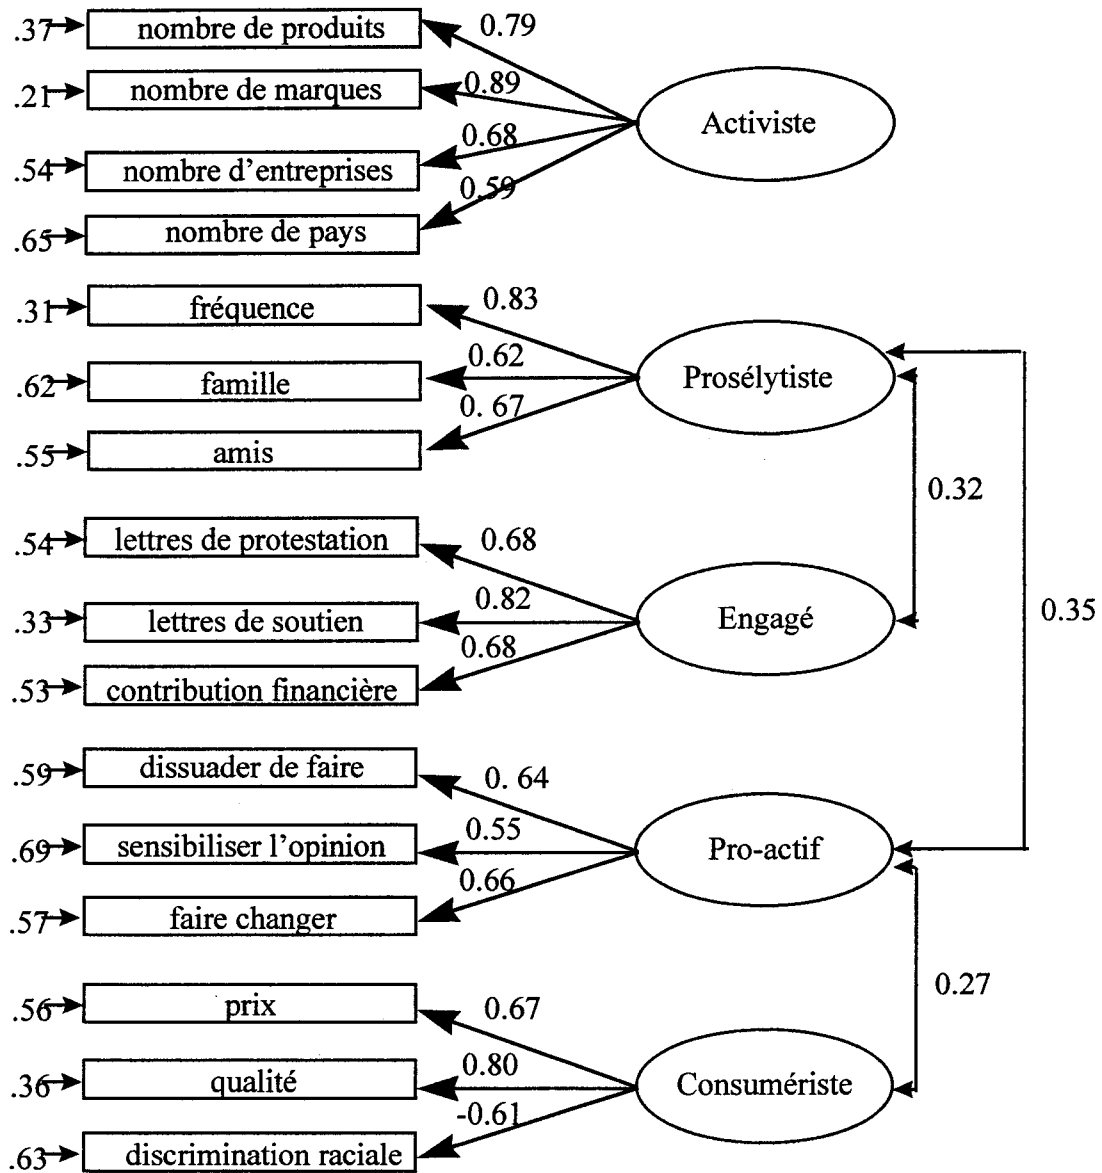 .37 nombre de produits 0.79
.21 nombre de marques 0.89 Activiste
.54 nombre d'entreprises 0.68
.65 nombre de pays 0.59
.31 fréquence 0.83
.62 famille 0.62 Prosélytiste
.55 amis 0. 67
0.32
.54 lettres de protestation 0.68
.33 lettres de soutien 0.82 Engagé 0.35
.53 contribution financière 0.68
.59 dissuader de faire 0. 64
.69 sensibiliser l'opinion 0.55 Pro-actif
.57 faire changer 0.66
0.27
.56 prix 0.67
.36 qualité 0.80 Consumériste
.63 discrimination raciale -0.61